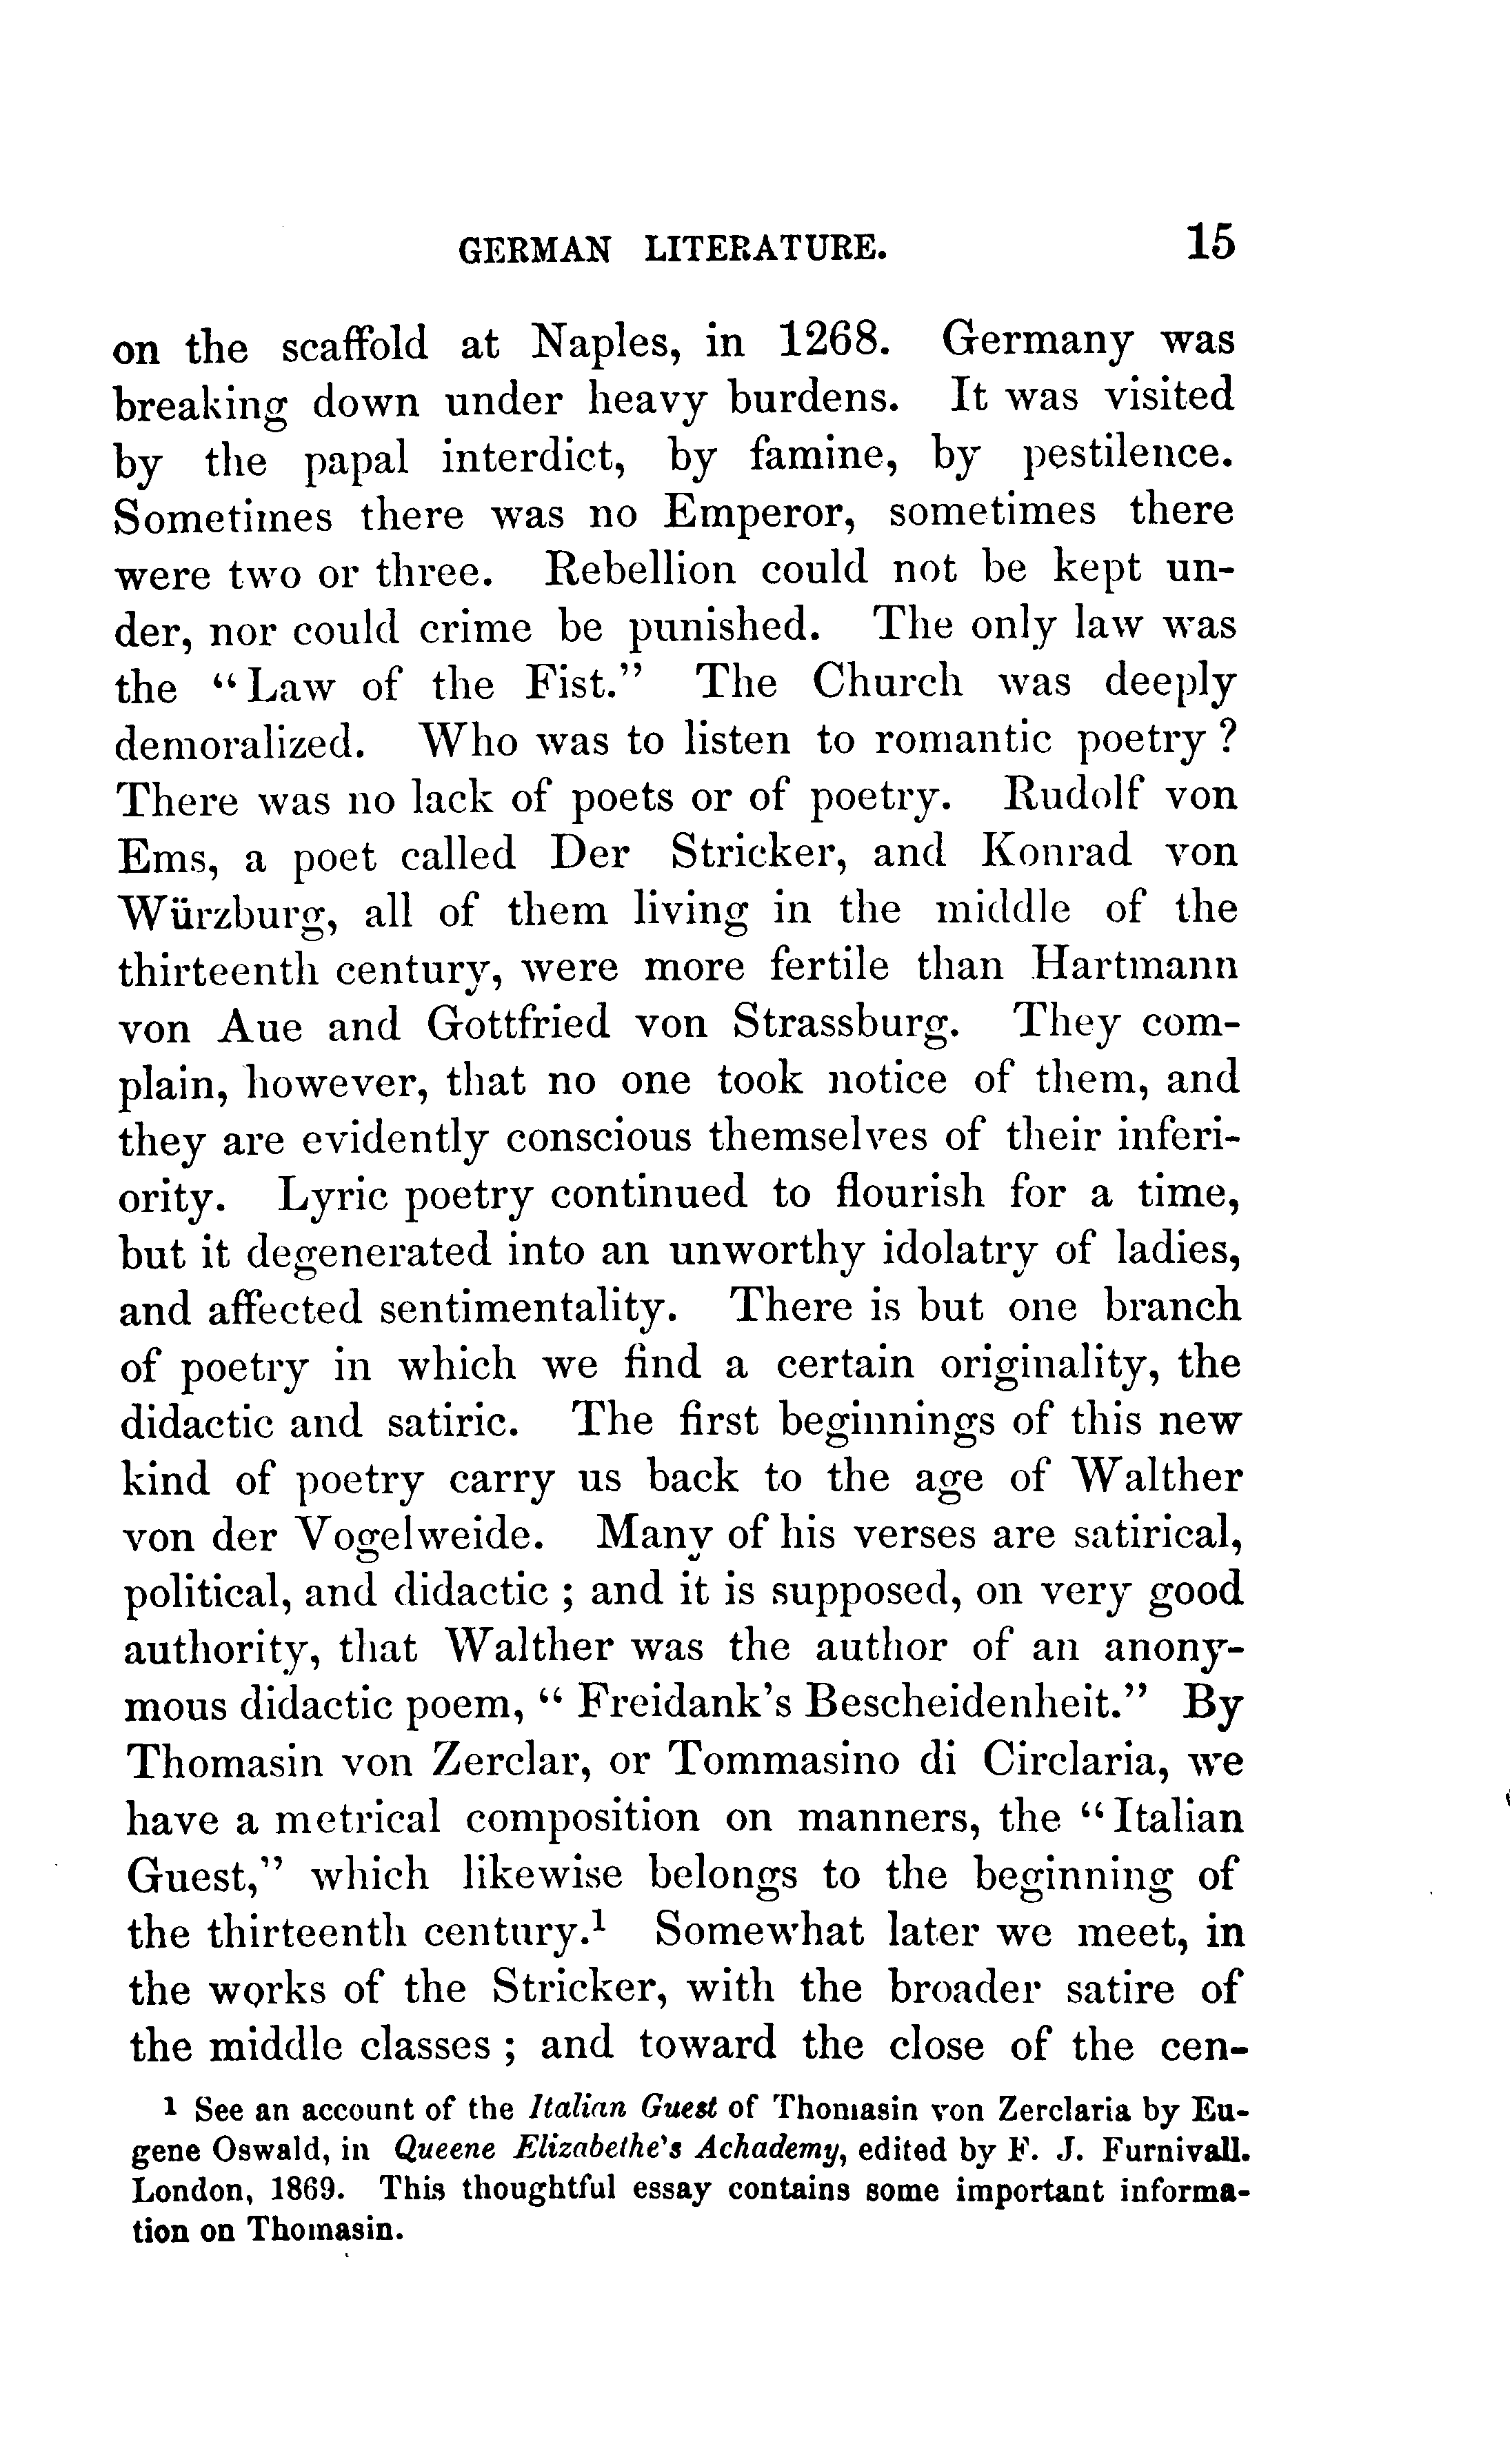 GERMAN LITERATURE. 15
on the scaffold at Naples, in 1268. Germany was
breaking down under heavy burdens. It was visited
by the papal interdict, by famine, by pestilence.
Sometimes there was no Emperor, sometimes there
were two or three. Rebellion could not be kept un-
der, nor could crime be punished. The only law was
the “Law of the Fist.” The Church was deeply
demoralized. Who was to listen to romantic poetry?
There was no lack of poets or of poetry. Rudolf von
Ems, a poet called Der Stricker, and Konrad von
Würzburg, all of them living in the middle of the
thirteenth century, were more fertile than Hartmann
von Aue and Gottfried von Strassburg. They com-
plain, however, that no one took notice of them, and
they are evidently conscious themselves of their inferi-
ority. Lyric poetry continued to flourish for a time,
but it degenerated into an unworthy idolatry of ladies,
and affected sentimentality. There is but one branch
of poetry in which we find a certain originality, the
didactic and satiric. The first beginnings of this new
kind of poetry carry us back to the age of Walther
von der Vogelweide. Many of his verses are satirical,
political, and didactic; and it is supposed, on very good
authority, that Walther was the author of an anony-
mous didactic poem, “Freidank's Bescheidenheit.” By
Thomasin von Zerclar, or Tommasino di Circlaria, we
have a metrical composition on manners, the “Italian
Guest,” which likewise belongs to the beginning of
the thirteenth century.¹ Somewhat later we meet, in
the works of the Stricker, with the broader satire of
the middle classes; and toward the close of the cen-
¹ See an account of the Italian Guest of Thomasin von Zerclaria by Eu-
gene Oswald, in Queene Elizabethe's Achademy, edited by F. J. Furnivall.
London, 1869. This thoughtful essay contains some important informa-
tion on Thomasin.